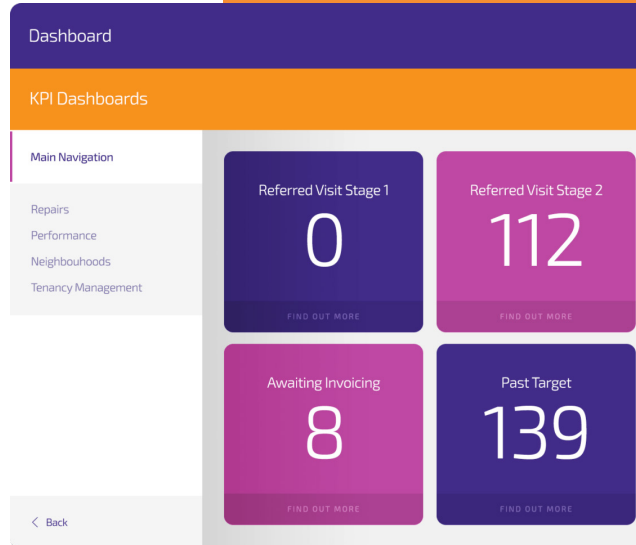 Dashboard
KPI Dashboards
Main Navigation
Repairs
Performance
Neighbouhoods
Tenancy Management
Referred Visit Stage 1
0
FIND OUT MORE
Referred Visit Stage 2
112
FIND OUT MORE
Awaiting Invoicing
8
FIND OUT MORE
Past Target
139
FIND OUT MORE
Back